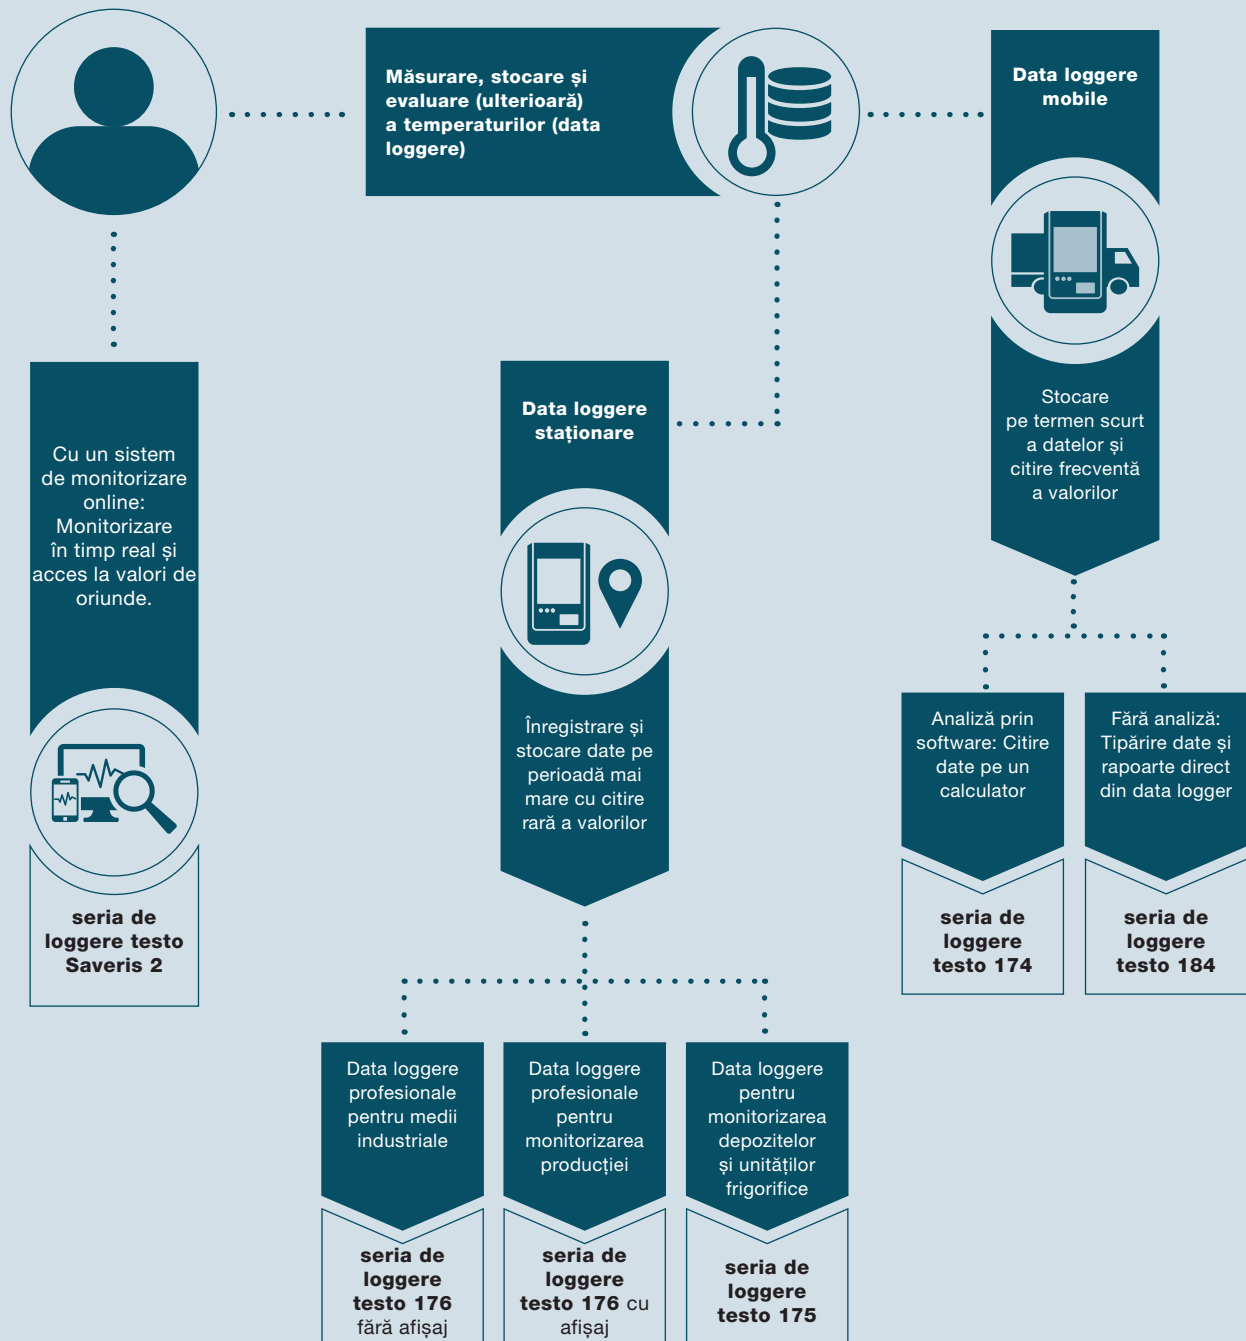 Măsurare, stocare și
evaluare (ulterioară)
a temperaturilor (data
loggere)
Data loggere
mobile
Stocare
pe termen scurt
a datelor și
citire frecventă
a valorilor
Data loggere
staționare
Cu un sistem
de monitorizare
online:
Monitorizare
în timp real și
acces la valori de
oriunde.
Înregistrare și
stocare date pe
perioadă mai
mare cu citire
rară a valorilor
Analiză prin
software: Citire
date pe un
calculator
Fără analiză:
Tipărire date și
rapoarte direct
din data logger
seria de
loggere testo
Saveris 2
seria de
loggere
testo 174
seria de
loggere
testo 184
Data loggere
profesionale
pentru medii
industriale
Data loggere
profesionale
pentru
monitorizarea
producției
Data loggere
pentru
monitorizarea
depozitelor
și unităților
frigorifice
seria de
loggere
testo 176
fără afișaj
seria de
loggere
testo 176 cu
afișaj
seria de
loggere
testo 175